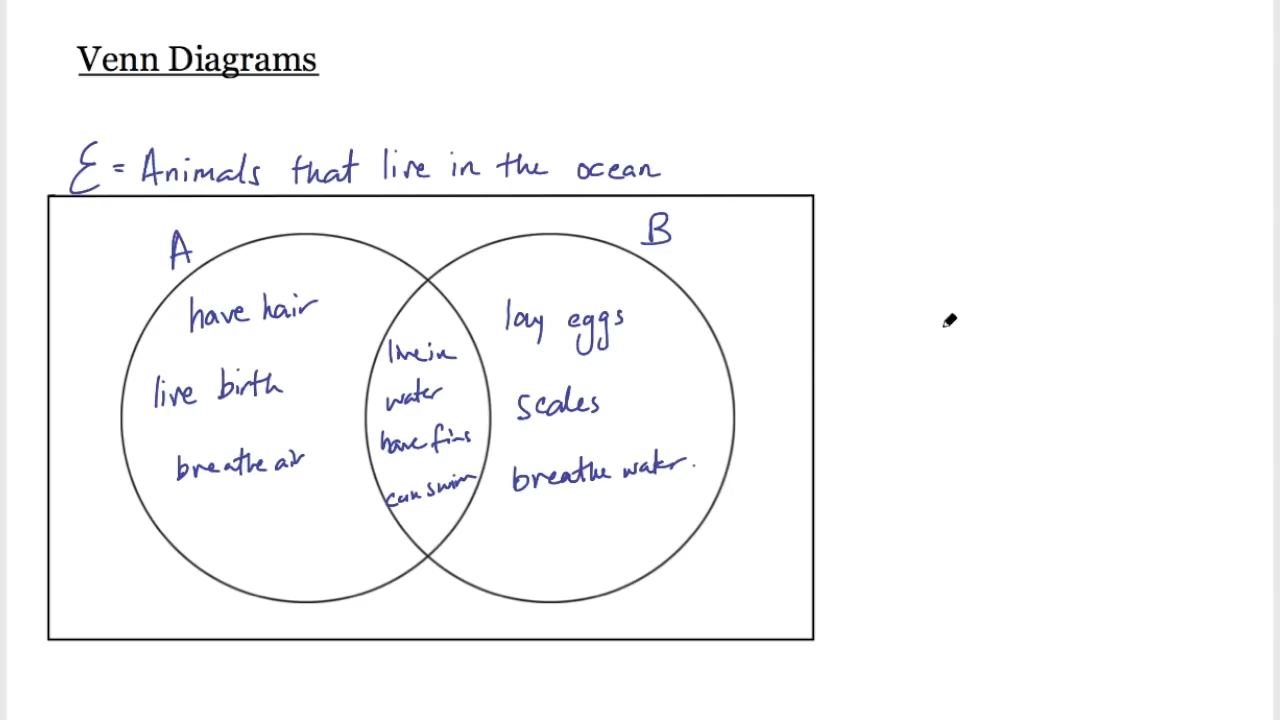 Venn Diagrams
ℰ = Animals that live in the ocean
A
B
have hair
live birth
breathe air
live in
water
have fins
can swim
lay eggs
scales
breathe water.